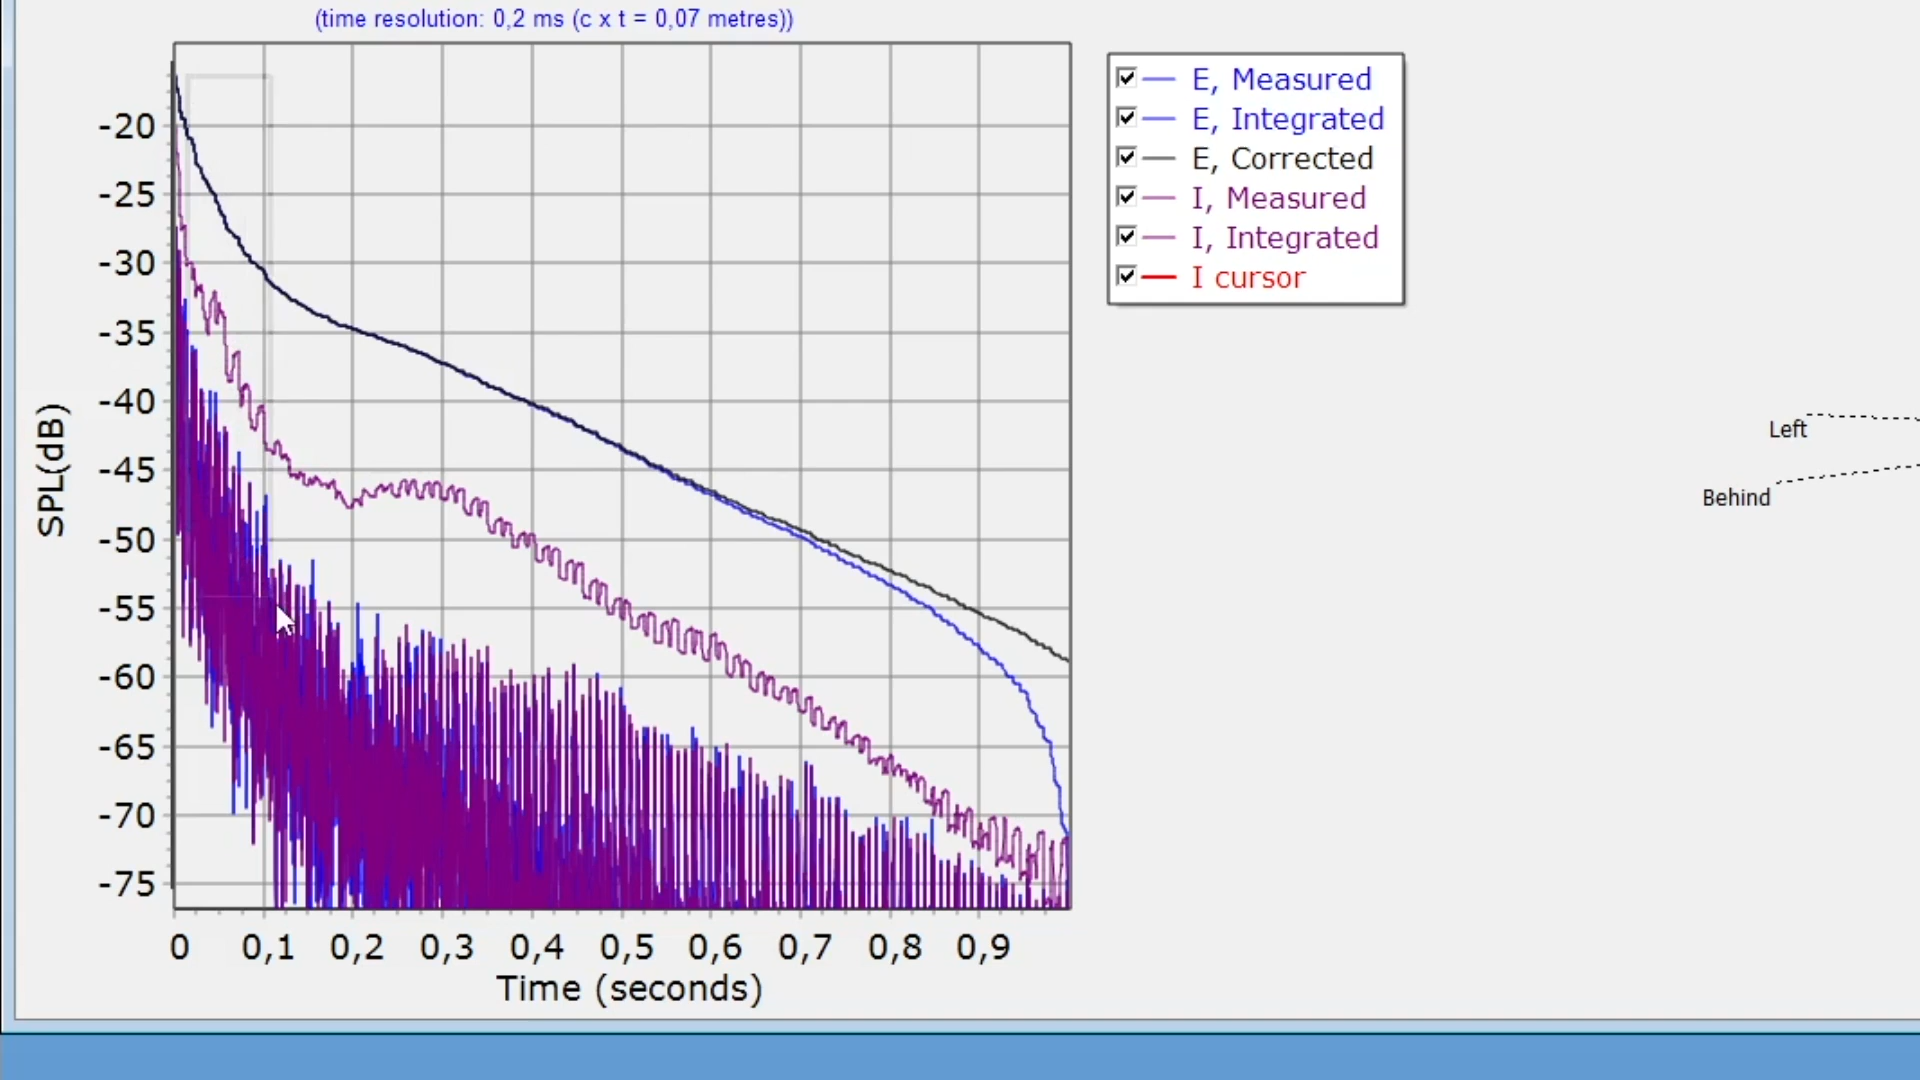 (time resolution: 0,2 ms (c x t = 0,07 metres))
-20
-25
-30
-35
-40
-45
-50
-55
-60
-65
-70
-75
SPL(dB)
0 0,1 0,2 0,3 0,4 0,5 0,6 0,7 0,8 0,9
Time (seconds)
E, Measured
E, Integrated
E, Corrected
I, Measured
I, Integrated
I cursor
Left
Behind